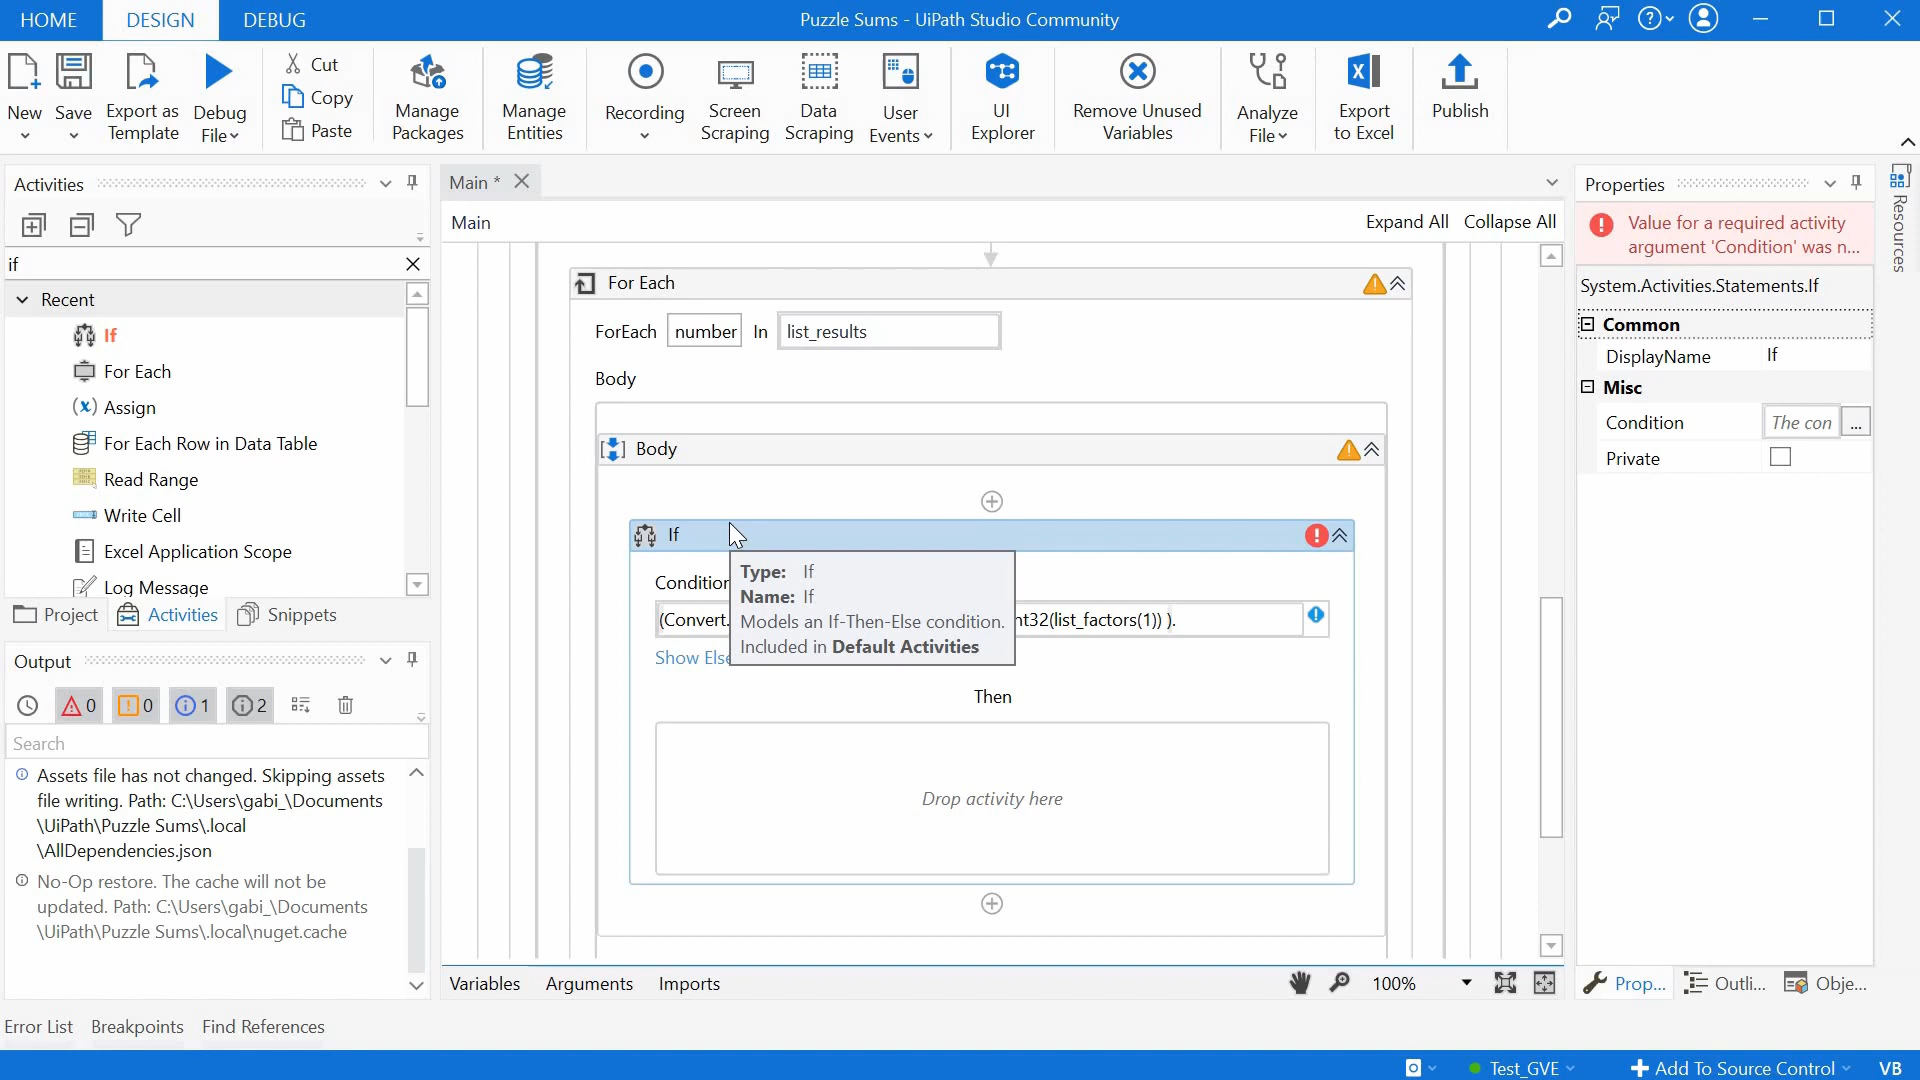 HOME
DESIGN
DEBUG
Puzzle Sums - UiPath Studio Community
New
Save
Export as
Template
Debug
File
Cut
Copy
Paste
Manage
Packages
Manage
Entities
Recording
Screen
Scraping
Data
Scraping
User
Events
UI
Explorer
Remove Unused
Variables
Analyze
File
Export
to Excel
Publish
Activities
if
Recent
If
For Each
Assign
For Each Row in Data Table
Read Range
Write Cell
Excel Application Scope
Log Message
Project
Activities
Snippets
Output
0
0
1
2
Search
Assets file has not changed. Skipping assets
file writing. Path: C:\Users\gabi_\Documents
\UiPath\Puzzle Sums\.local
\AllDependencies.json
No-Op restore. The cache will not be
updated. Path: C:\Users\gabi_\Documents
\UiPath\Puzzle Sums\.local\nuget.cache
Error List
Breakpoints
Find References
Main *
Main
Expand All
Collapse All
For Each
ForEach number In list_results
Body
Body
If
Condition
Type: If
Name: If
Models an If-Then-Else condition.
Included in Default Activities
(Convert. nt32(list_factors(1)) ).
Show Else
Then
Drop activity here
Variables
Arguments
Imports
100%
Properties
Value for a required activity
argument 'Condition' was n...
System.Activities.Statements.If
Common
DisplayName If
Misc
Condition The con ...
Private
Prop...
Outli...
Obje...
Resources
Test_GVE
Add To Source Control
VB